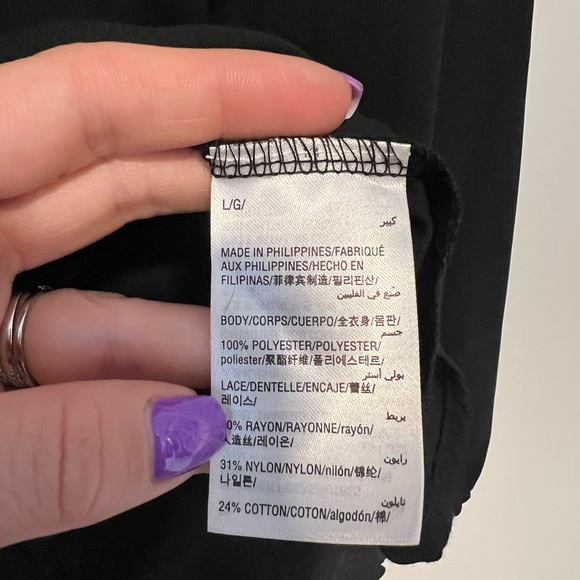 L/G/
كبير
MADE IN PHILIPPINES/FABRIQUÉ
AUX PHILIPPINES/HECHO EN
FILIPINAS/菲律宾制造/필리핀산/
صنع في الفلبين
BODY/CORPS/CUERPO/全衣身/몸판/
جسم
100% POLYESTER/POLYESTER/
poliester/聚酯纤维/폴리에스테르/
بولي أستر
LACE/DENTELLE/ENCAJE/蕾丝/
레이스/
يربط
RAYON/RAYONNE/rayón/
造丝/레이온/
رايون
31% NYLON/NYLON/nilón/锦纶/
나일론/
نايلون
24% COTTON/COTON/algodón/棉/